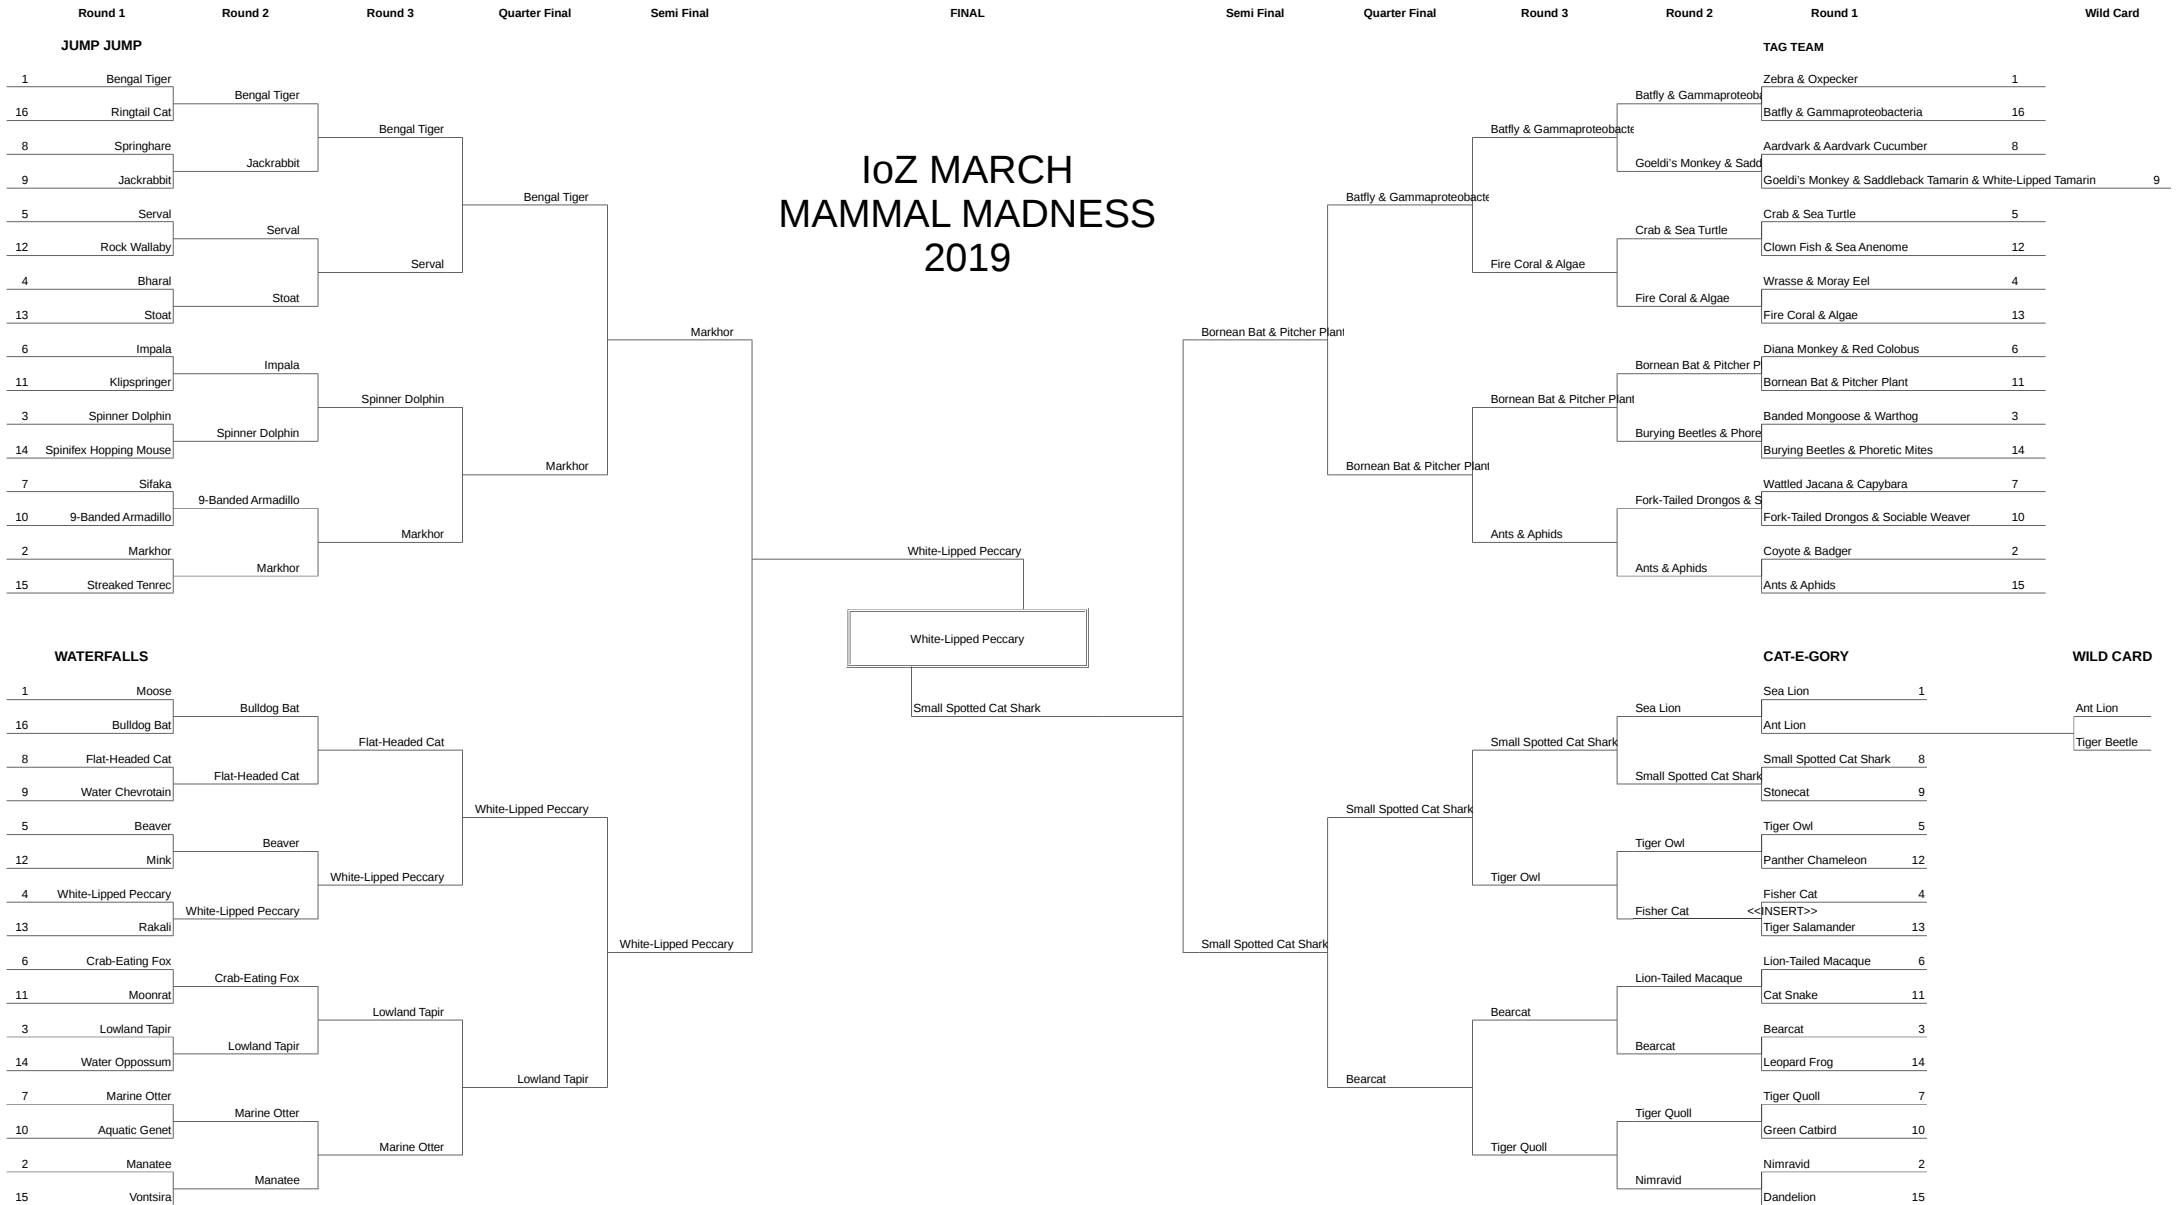 Round 1 Round 2 Round 3 Quarter Final Semi Final FINAL Semi Final Quarter Final Round 3 Round 2 Round 1 Wild Card
JUMP JUMP
1 Bengal Tiger
16 Ringtail Cat
8 Springhare
9 Jackrabbit
5 Serval
12 Rock Wallaby
4 Bharal
13 Stoat
6 Impala
11 Klipspringer
3 Spinner Dolphin
14 Spinifex Hopping Mouse
7 Sifaka
10 9-Banded Armadillo
2 Markhor
15 Streaked Tenrec
Bengal Tiger
Jackrabbit
Serval
Stoat
Impala
Spinner Dolphin
9-Banded Armadillo
Markhor
Bengal Tiger
Serval
Spinner Dolphin
Markhor
Bengal Tiger
Markhor
Markhor
WATERFALLS
1 Moose
16 Bulldog Bat
8 Flat-Headed Cat
9 Water Chevrotain
5 Beaver
12 Mink
4 White-Lipped Peccary
13 Rakali
6 Crab-Eating Fox
11 Moonrat
3 Lowland Tapir
14 Water Oppossum
7 Marine Otter
10 Aquatic Genet
2 Manatee
15 Vontsira
Bulldog Bat
Flat-Headed Cat
Beaver
White-Lipped Peccary
Crab-Eating Fox
Lowland Tapir
Marine Otter
Manatee
Flat-Headed Cat
White-Lipped Peccary
Lowland Tapir
Marine Otter
White-Lipped Peccary
Lowland Tapir
White-Lipped Peccary
IoZ MARCH
MAMMAL MADNESS
2019
White-Lipped Peccary
White-Lipped Peccary
Small Spotted Cat Shark
Bornean Bat & Pitcher Plant
Batfly & Gammaproteobacte
Bornean Bat & Pitcher Plant
Batfly & Gammaproteobacte
Fire Coral & Algae
Bornean Bat & Pitcher Plant
Ants & Aphids
Batfly & Gammaproteoba
Goeldi's Monkey & Sadd
Crab & Sea Turtle
Fire Coral & Algae
Bornean Bat & Pitcher P
Burying Beetles & Phore
Fork-Tailed Drongos & S
Ants & Aphids
TAG TEAM
Zebra & Oxpecker 1
Batfly & Gammaproteobacteria 16
Aardvark & Aardvark Cucumber 8
Goeldi's Monkey & Saddleback Tamarin & White-Lipped Tamarin 9
Crab & Sea Turtle 5
Clown Fish & Sea Anenome 12
Wrasse & Moray Eel 4
Fire Coral & Algae 13
Diana Monkey & Red Colobus 6
Bornean Bat & Pitcher Plant 11
Banded Mongoose & Warthog 3
Burying Beetles & Phoretic Mites 14
Wattled Jacana & Capybara 7
Fork-Tailed Drongos & Sociable Weaver 10
Coyote & Badger 2
Ants & Aphids 15
Small Spotted Cat Shark
Small Spotted Cat Shark
Bearcat
Small Spotted Cat Shark
Tiger Owl
Bearcat
Tiger Quoll
Sea Lion
Small Spotted Cat Shark
Tiger Owl
Fisher Cat <<INSERT>>
Lion-Tailed Macaque
Bearcat
Tiger Quoll
Nimravid
CAT-E-GORY
Sea Lion 1
Ant Lion
Small Spotted Cat Shark 8
Stonecat 9
Tiger Owl 5
Panther Chameleon 12
Fisher Cat 4
Tiger Salamander 13
Lion-Tailed Macaque 6
Cat Snake 11
Bearcat 3
Leopard Frog 14
Tiger Quoll 7
Green Catbird 10
Nimravid 2
Dandelion 15
WILD CARD
Ant Lion
Tiger Beetle